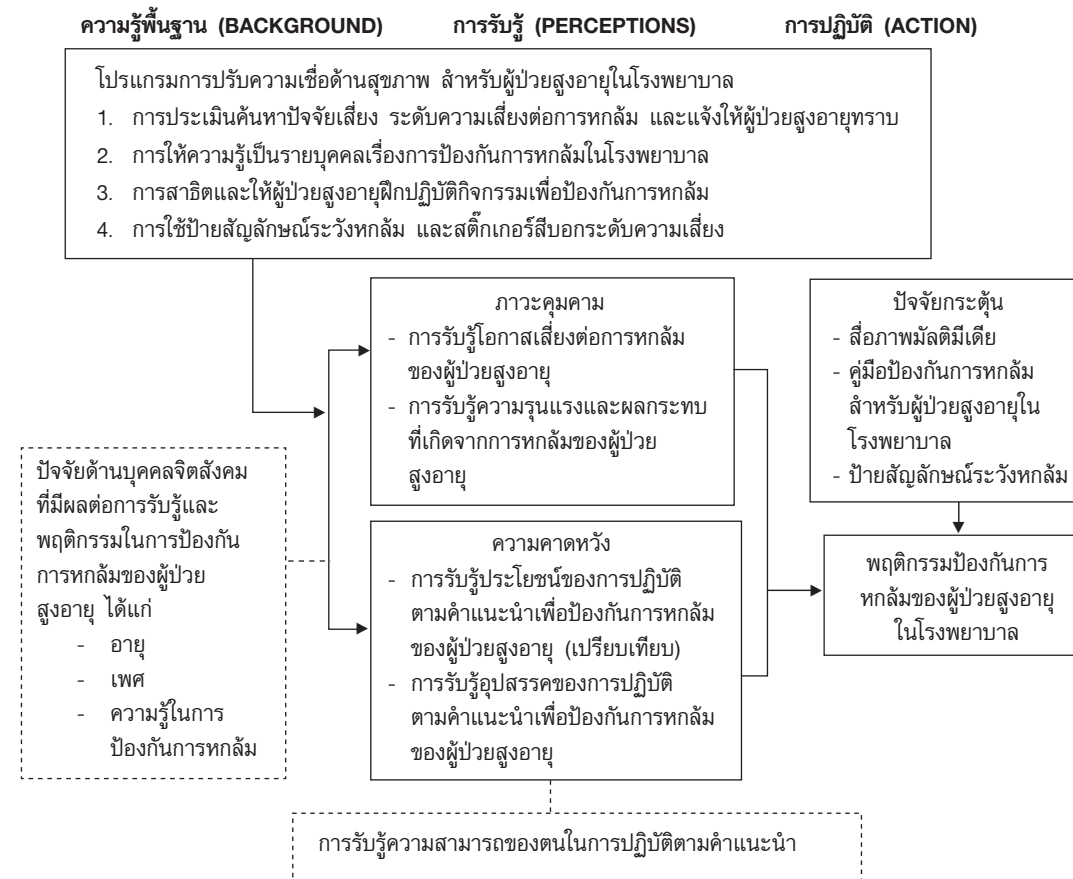 ความรู้พื้นฐาน (BACKGROUND) การรับรู้ (PERCEPTIONS) การปฏิบัติ (ACTION)
โปรแกรมการปรับความเชื่อด้านสุขภาพ สำหรับผู้ป่วยสูงอายุในโรงพยาบาล
1. การประเมินค้นหาปัจจัยเสี่ยง ระดับความเสี่ยงต่อการหกล้ม และแจ้งให้ผู้ป่วยสูงอายุทราบ
2. การให้ความรู้เป็นรายบุคคลเรื่องการป้องกันการหกล้มในโรงพยาบาล
3. การสาธิตและให้ผู้ป่วยสูงอายุฝึกปฏิบัติกิจกรรมเพื่อป้องกันการหกล้ม
4. การใช้ป้ายสัญลักษณ์ระวังหกล้ม และสติ๊กเกอร์สีบอกระดับความเสี่ยง
ปัจจัยด้านบุคคลจิตสังคม
ที่มีผลต่อการรับรู้และ
พฤติกรรมในการป้องกัน
การหกล้มของผู้ป่วย
สูงอายุ ได้แก่
- อายุ
- เพศ
- ความรู้ในการ
ป้องกันการหกล้ม
ภาวะคุมคาม
- การรับรู้โอกาสเสี่ยงต่อการหกล้ม
ของผู้ป่วยสูงอายุ
- การรับรู้ความรุนแรงและผลกระทบ
ที่เกิดจากการหกล้มของผู้ป่วย
สูงอายุ
ความคาดหวัง
- การรับรู้ประโยชน์ของการปฏิบัติ
ตามคำแนะนำเพื่อป้องกันการหกล้ม
ของผู้ป่วยสูงอายุ (เปรียบเทียบ)
- การรับรู้อุปสรรคของการปฏิบัติ
ตามคำแนะนำเพื่อป้องกันการหกล้ม
ของผู้ป่วยสูงอายุ
ปัจจัยกระตุ้น
- สื่อภาพมัลติมีเดีย
- คู่มือป้องกันการหกล้ม
สำหรับผู้ป่วยสูงอายุใน
โรงพยาบาล
- ป้ายสัญลักษณ์ระวังหกล้ม
พฤติกรรมป้องกันการ
หกล้มของผู้ป่วยสูงอายุ
ในโรงพยาบาล
การรับรู้ความสามารถของตนในการปฏิบัติตามคำแนะนำ